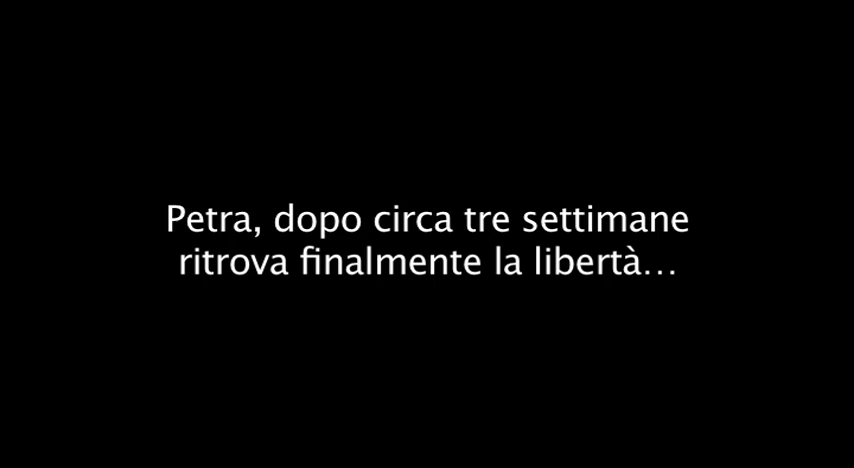 Petra, dopo circa tre settimane
ritrova finalmente la libertà…